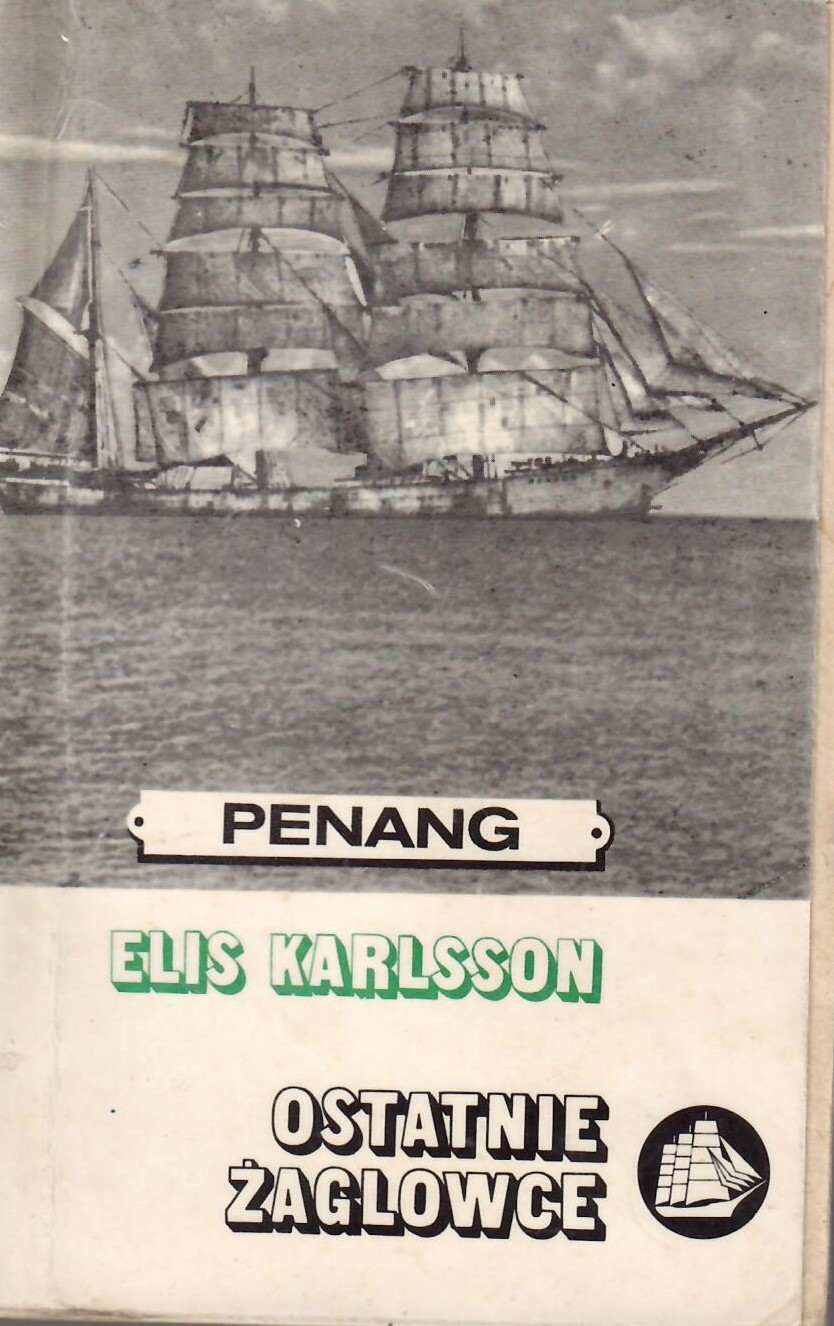 PENANG
ELIS KARLSSON
OSTATNIE
ŻAGLOWCE